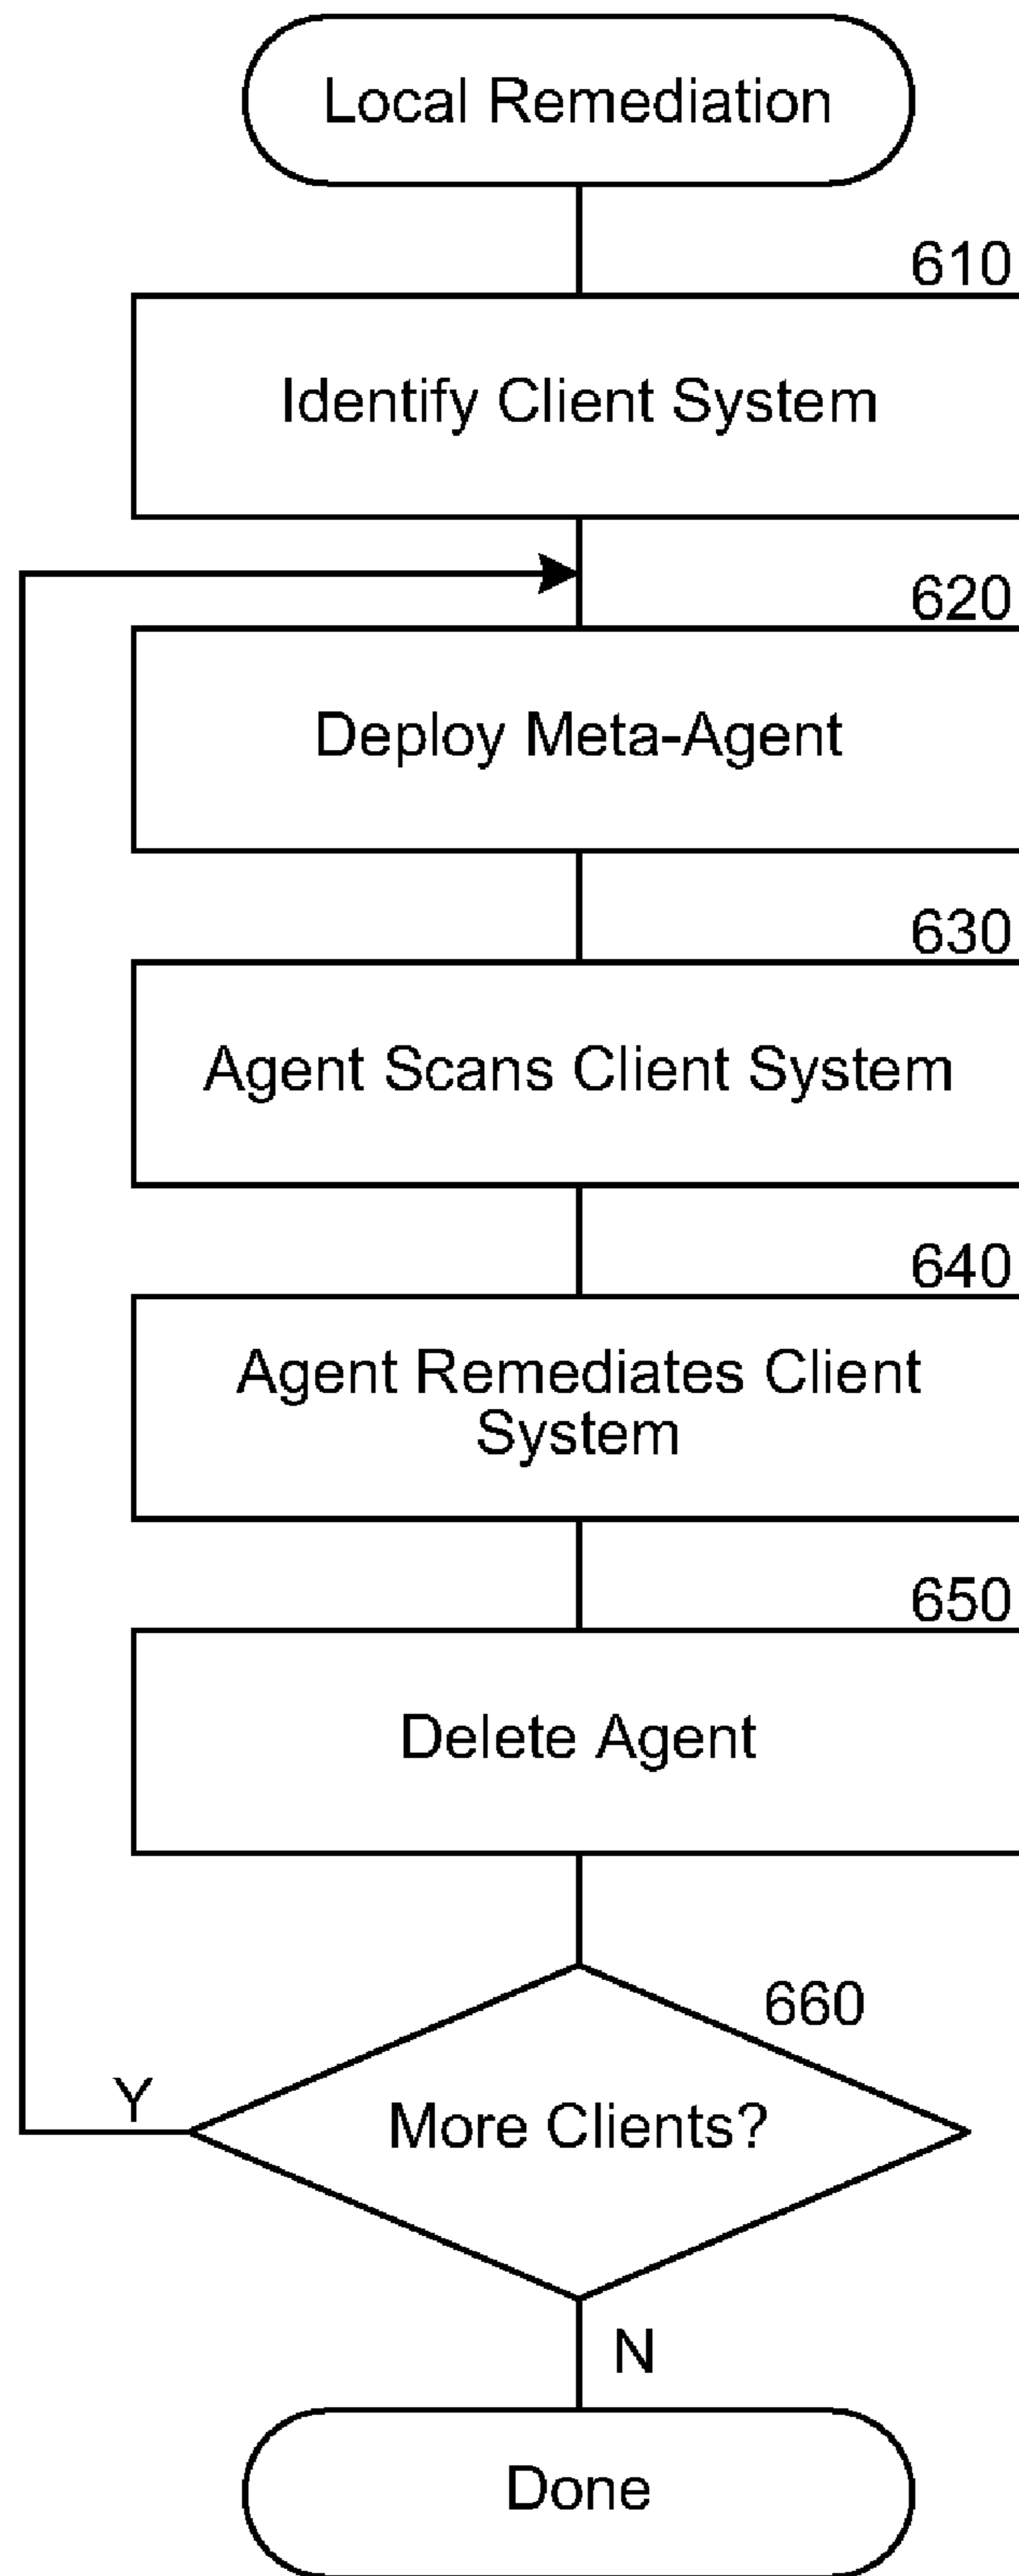 Local Remediation
610
Identify Client System
620
Deploy Meta-Agent
630
Agent Scans Client System
640
Agent Remediates Client
System
650
Delete Agent
660
More Clients?
Y
N
Done